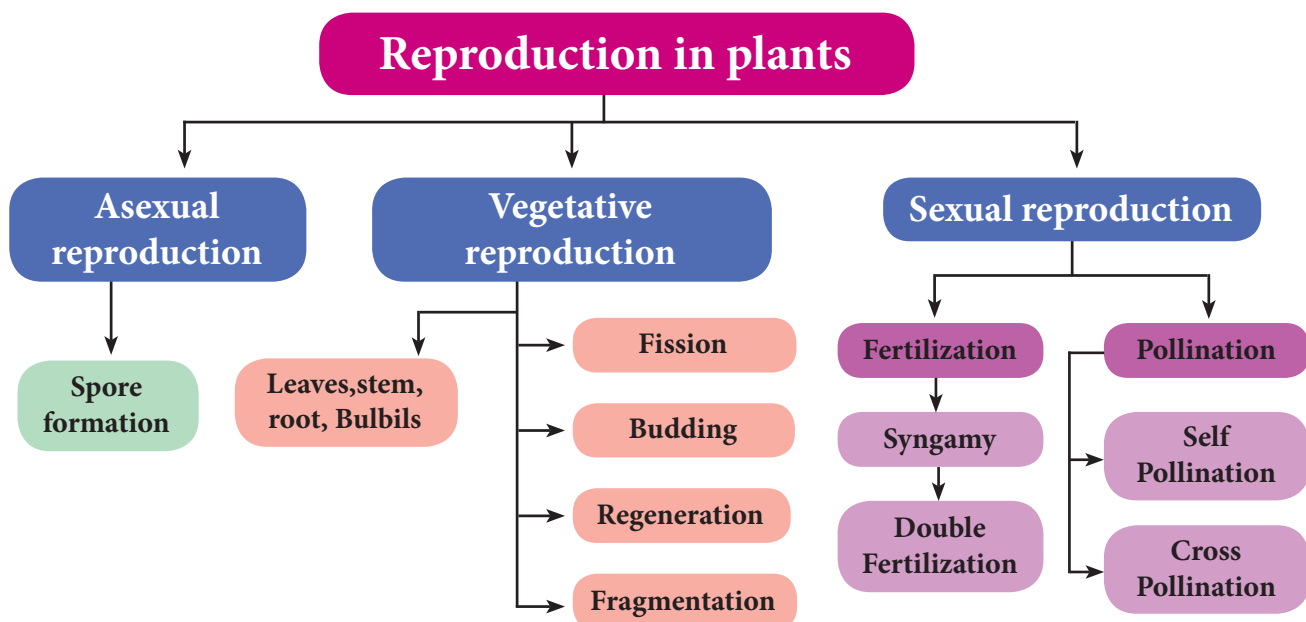 Reproduction in plants
Asexual
reproduction
Vegetative
reproduction
Sexual reproduction
Spore
formation
Leaves,stem,
root, Bulbils
Fission
Budding
Regeneration
Fragmentation
Fertilization
Syngamy
Double
Fertilization
Pollination
Self
Pollination
Cross
Pollination